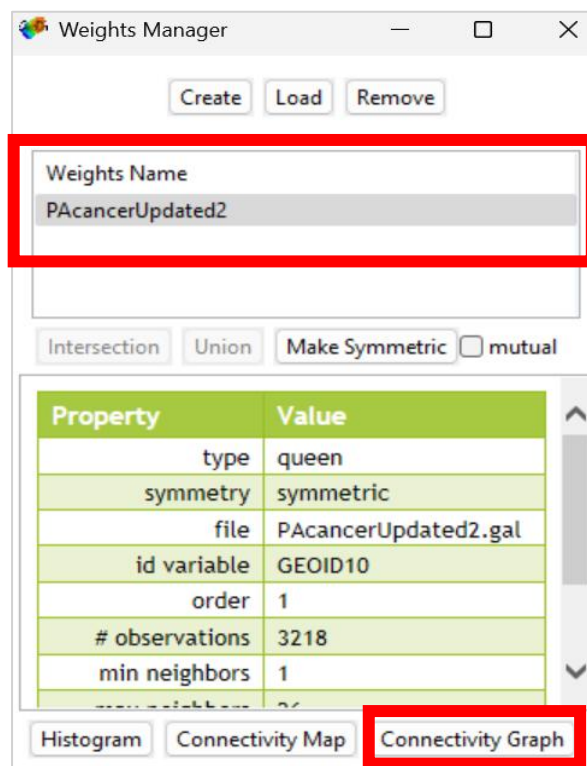 Weights Manager
Create Load Remove
Weights Name
PAcancerUpdated2
Intersection Union Make Symmetric mutual
Property Value
type queen
symmetry symmetric
file PAcancerUpdated2.gal
id variable GEOID10
order 1
# observations 3218
min neighbors 1
Histogram Connectivity Map Connectivity Graph